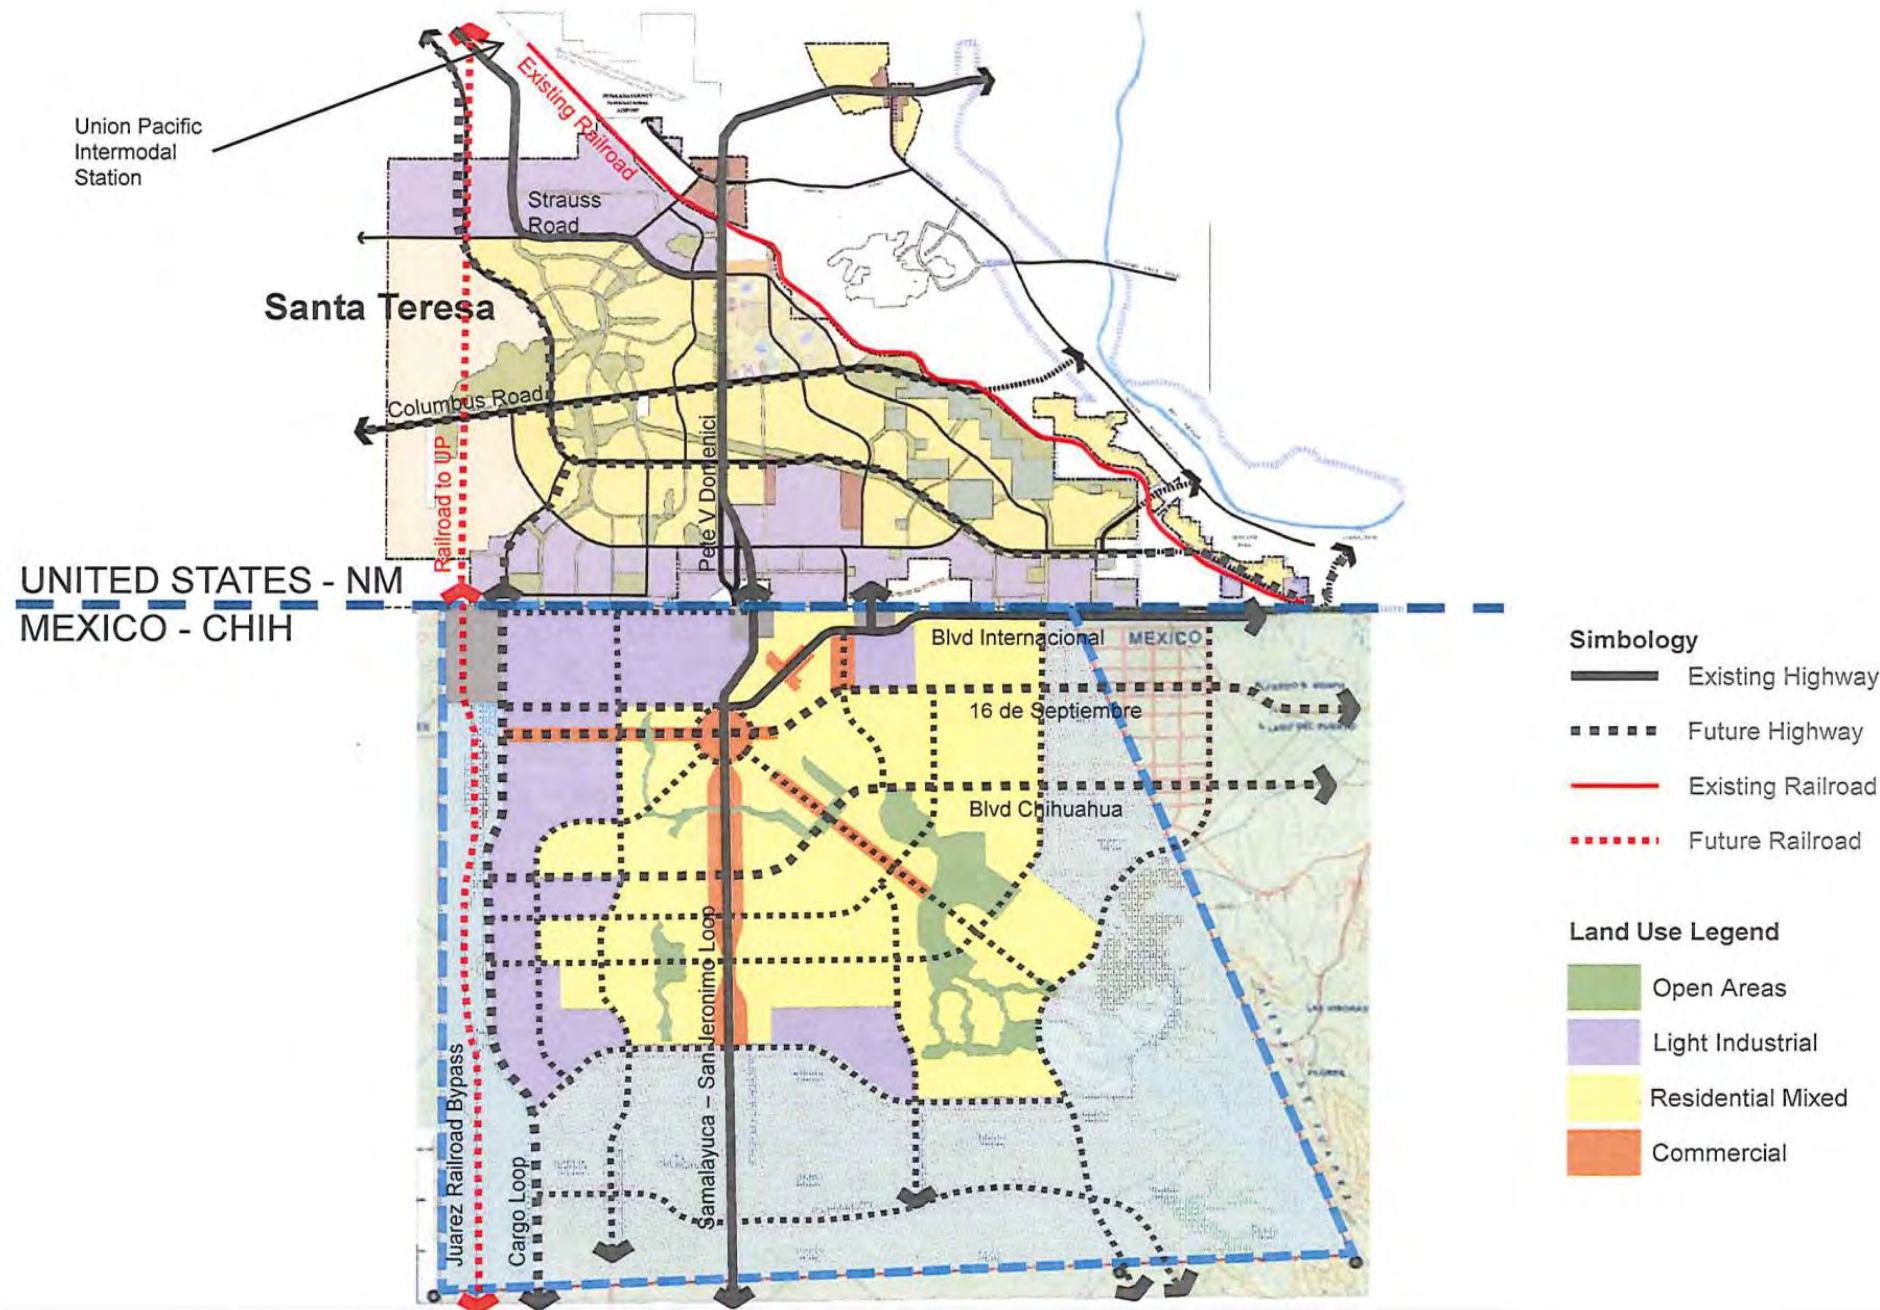 Union Pacific
Intermodal
Station
Existing Railroad
Strauss
Road
Santa Teresa
Columbus Road
Railroad to UP
Pete V Domenici
UNITED STATES - NM
MEXICO - CHIH
Blvd Internacional
MEXICO
16 de Septiembre
Blvd Chihuahua
Samalayuca – San Jeronimo Loop
Juarez Railroad Bypass
Cargo Loop
Simbology
Existing Highway
Future Highway
Existing Railroad
Future Railroad
Land Use Legend
Open Areas
Light Industrial
Residential Mixed
Commercial